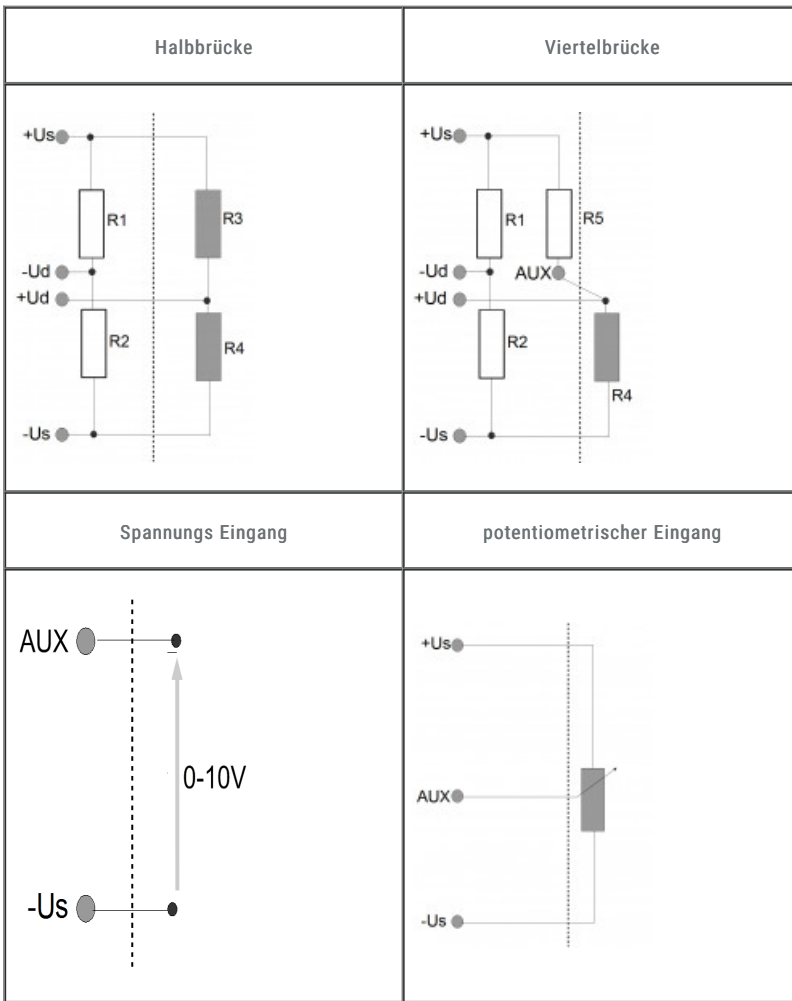 Halbbrücke
Viertelbrücke
+Us
R1
R3
-Ud
+Ud
R2
R4
-Us
+Us
R1
R5
-Ud
AUX
+Ud
R2
R4
-Us
Spannungs Eingang
potentiometrischer Eingang
AUX
0-10V
-Us
+Us
AUX
-Us